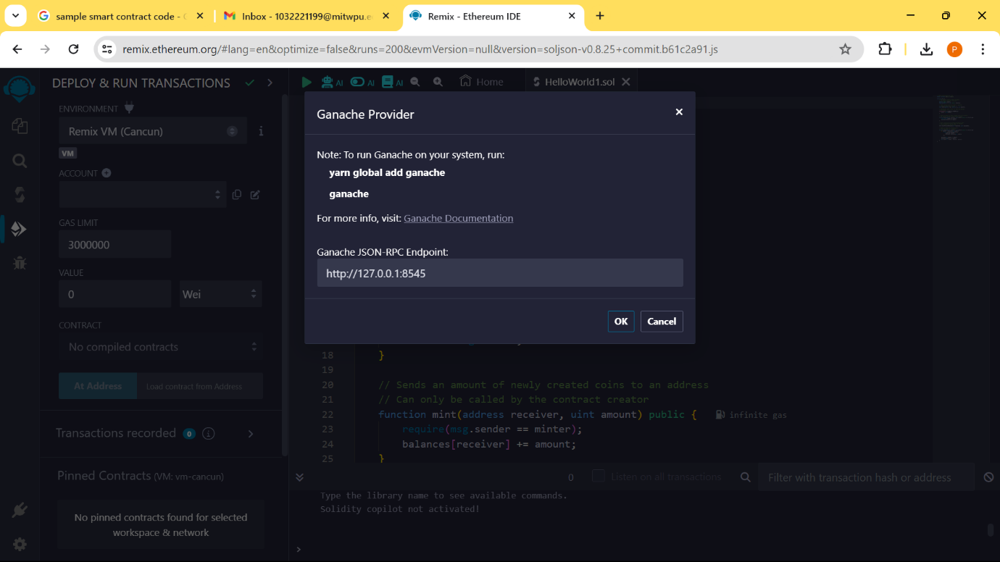 sample smart contract code - G
Inbox - 1032221199@mitwpu.e
Remix - Ethereum IDE
remix.ethereum.org/#lang=en&optimize=false&runs=200&evmVersion=null&version=soljson-v0.8.25+commit.b61c2a91.js
P
DEPLOY & RUN TRANSACTIONS
AI AI AI Home HelloWorld1.sol
ENVIRONMENT
Remix VM (Cancun)
i
VM
ACCOUNT
GAS LIMIT
3000000
VALUE
0
Wei
CONTRACT
No compiled contracts
At Address
Load contract from Address
Transactions recorded 0 i
Pinned Contracts (VM: vm-cancun)
No pinned contracts found for selected
workspace & network
Ganache Provider
Note: To run Ganache on your system, run:
yarn global add ganache
ganache
For more info, visit: Ganache Documentation
Ganache JSON-RPC Endpoint:
http://127.0.0.1:8545
OK
Cancel
18 }
19
20 // Sends an amount of newly created coins to an address
21 // Can only be called by the contract creator
22 function mint(address receiver, uint amount) public { infinite gas
23 require(msg.sender == minter);
24 balances[receiver] += amount;
25 }
0 Listen on all transactions Filter with transaction hash or address
Type the library name to see available commands.
Solidity copilot not activated!
>